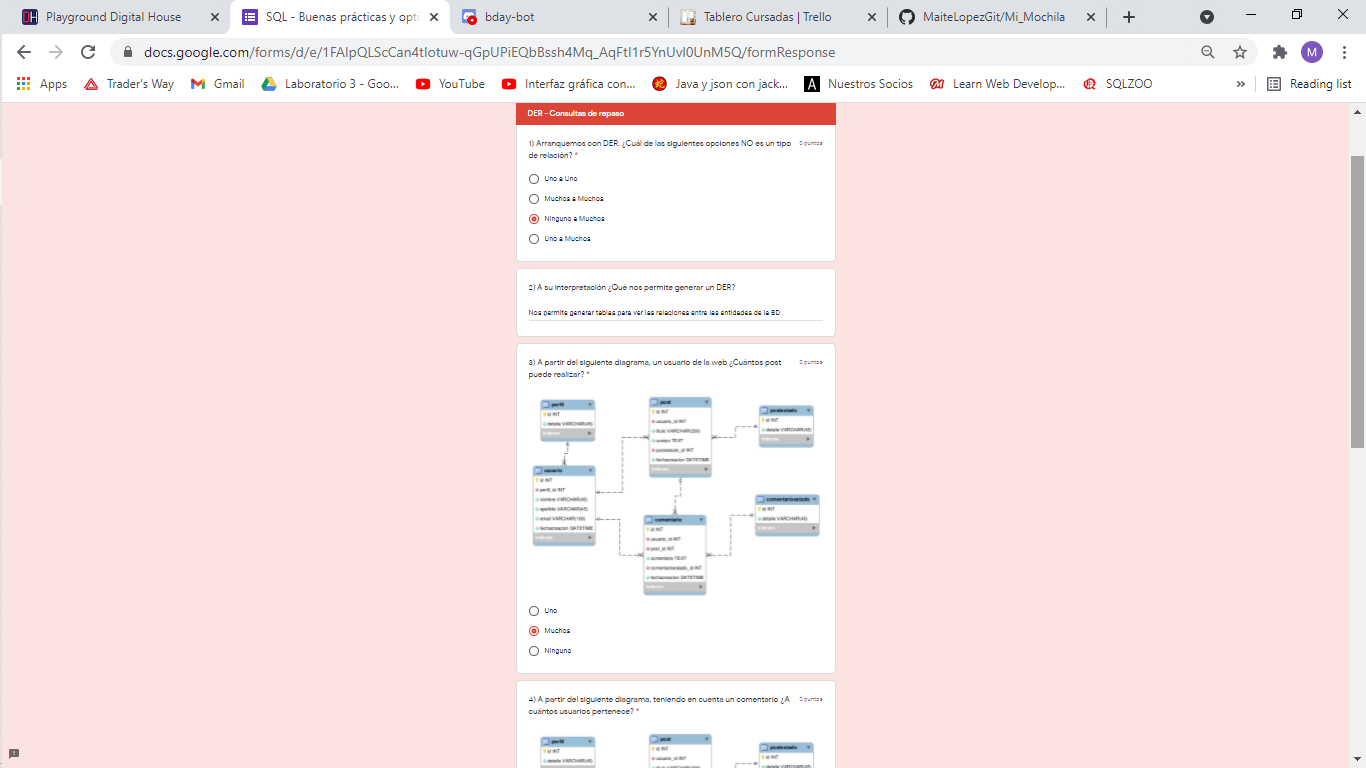 Playground Digital House
SQL - Buenas prácticas y opti
bday-bot
Tablero Cursadas | Trello
MaiteLopezGit/Mi_Mochila
docs.google.com/forms/d/e/1FAIpQLScCan4tIotuw-qGpUPiEQbBssh4Mq_AqFtI1r5YnUvl0UnM5Q/formResponse
M
Apps
Trader's Way
Gmail
Laboratorio 3 - Goo...
YouTube
Interfaz gráfica con...
Java y json con jack...
Nuestros Socios
Learn Web Develop...
SQLZOO
»
Reading list
DER - Consultas de repaso
1) Arranquemos con DER. ¿Cuál de las siguientes opciones NO es un tipo
de relación? *
0 puntos
Uno a Uno
Muchos a Muchos
Ninguno a Muchos
Uno a Muchos
2) A su interpretación ¿Qué nos permite generar un DER?
Nos permite generar tablas para ver las relaciones entre las entidades de la BD
3) A partir del siguiente diagrama, un usuario de la web ¿Cuántos post
puede realizar? *
0 puntos
perfil
id INT
detalle VARCHAR(45)
Indexes
post
id INT
usuario_id INT
titulo VARCHAR(200)
cuerpo TEXT
postestado_id INT
fechacreacion DATETIME
Indexes
postestado
id INT
detalle VARCHAR(45)
Indexes
usuario
id INT
perfil_id INT
nombre VARCHAR(45)
apellido VARCHAR(45)
email VARCHAR(150)
fechacreacion DATETIME
Indexes
comentario
id INT
usuario_id INT
post_id INT
comentario TEXT
comentarioestado_id INT
fechacreacion DATETIME
Indexes
comentarioestado
id INT
detalle VARCHAR(45)
Indexes
Uno
Muchos
Ninguno
4) A partir del siguiente diagrama, teniendo en cuenta un comentario ¿A
cuántos usuarios pertenece? *
0 puntos
perfil
id INT
detalle VARCHAR(45)
post
id INT
usuario_id INT
postestado
id INT
detalle VARCHAR(45)